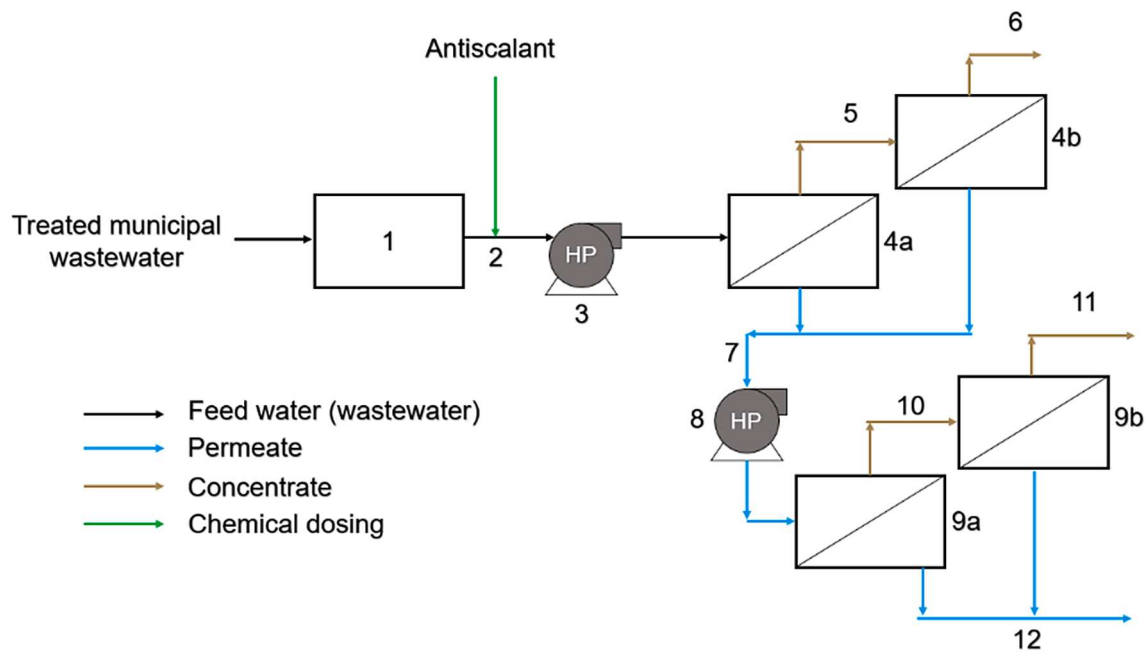 6
Antiscalant
5
4b
Treated municipal
wastewater
1
2
HP
3
4a
11
7
Feed water (wastewater)
8
HP
10
9b
Permeate
Concentrate
Chemical dosing
9a
12